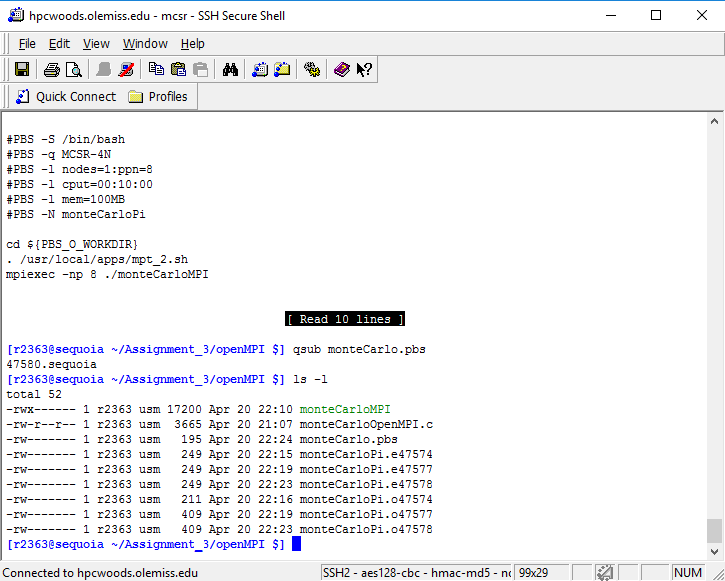 hpcwoods.olemiss.edu - mcsr - SSH Secure Shell
File Edit View Window Help
Quick Connect Profiles
#PBS -S /bin/bash
#PBS -q MCSR-4N
#PBS -l nodes=1:ppn=8
#PBS -l cput=00:10:00
#PBS -l mem=100MB
#PBS -N monteCarloPi
cd ${PBS_O_WORKDIR}
. /usr/local/apps/mpt_2.sh
mpiexec -np 8 ./monteCarloMPI
[ Read 10 lines ]
[r2363@sequoia ~/Assignment_3/openMPI $] qsub monteCarlo.pbs
47580.sequoia
[r2363@sequoia ~/Assignment_3/openMPI $] ls -l
total 52
-rwx------ 1 r2363 usm 17200 Apr 20 22:10 monteCarloMPI
-rw-r--r-- 1 r2363 usm 3665 Apr 20 21:07 monteCarloOpenMPI.c
-rw------- 1 r2363 usm 195 Apr 20 22:24 monteCarlo.pbs
-rw------- 1 r2363 usm 249 Apr 20 22:15 monteCarloPi.e47574
-rw------- 1 r2363 usm 249 Apr 20 22:19 monteCarloPi.e47577
-rw------- 1 r2363 usm 249 Apr 20 22:23 monteCarloPi.e47578
-rw------- 1 r2363 usm 211 Apr 20 22:16 monteCarloPi.o47574
-rw------- 1 r2363 usm 409 Apr 20 22:19 monteCarloPi.o47577
-rw------- 1 r2363 usm 409 Apr 20 22:23 monteCarloPi.o47578
[r2363@sequoia ~/Assignment_3/openMPI $]
Connected to hpcwoods.olemiss.edu SSH2 - aes128-cbc - hmac-md5 - nc 99x29 NUM